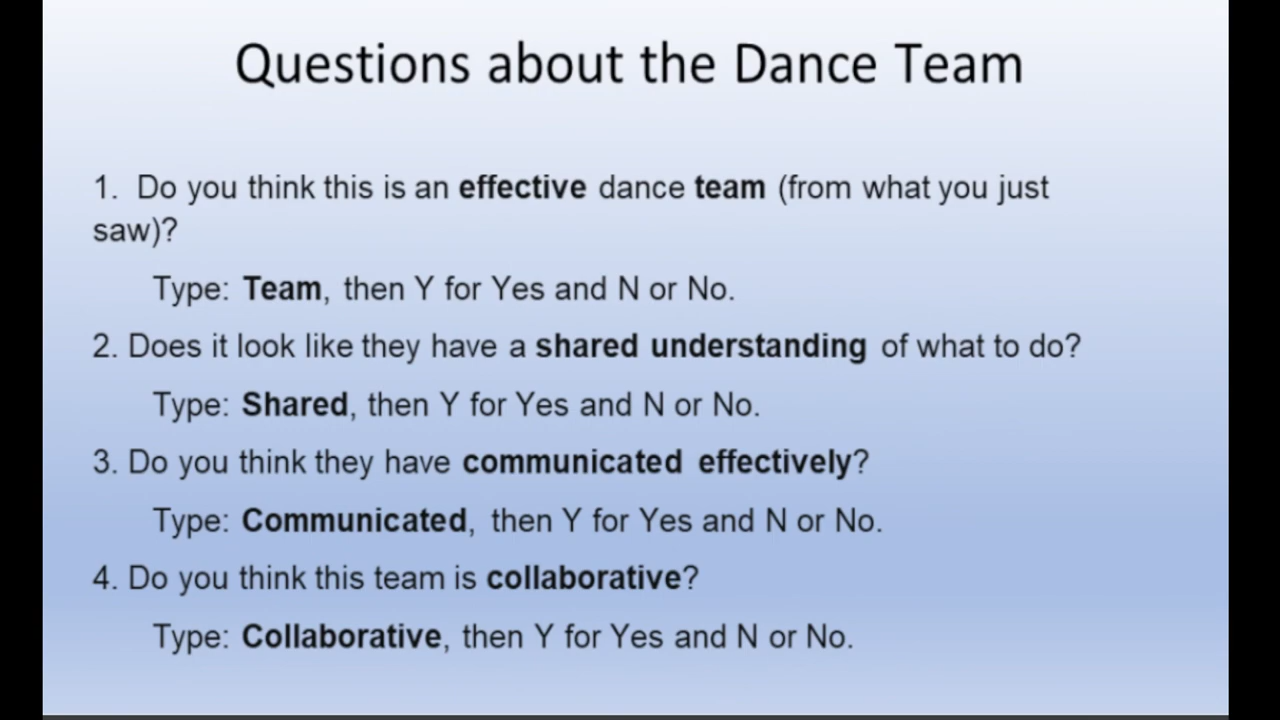 Questions about the Dance Team
1. Do you think this is an effective dance team (from what you just
saw)?
Type: Team, then Y for Yes and N or No.
2. Does it look like they have a shared understanding of what to do?
Type: Shared, then Y for Yes and N or No.
3. Do you think they have communicated effectively?
Type: Communicated, then Y for Yes and N or No.
4. Do you think this team is collaborative?
Type: Collaborative, then Y for Yes and N or No.